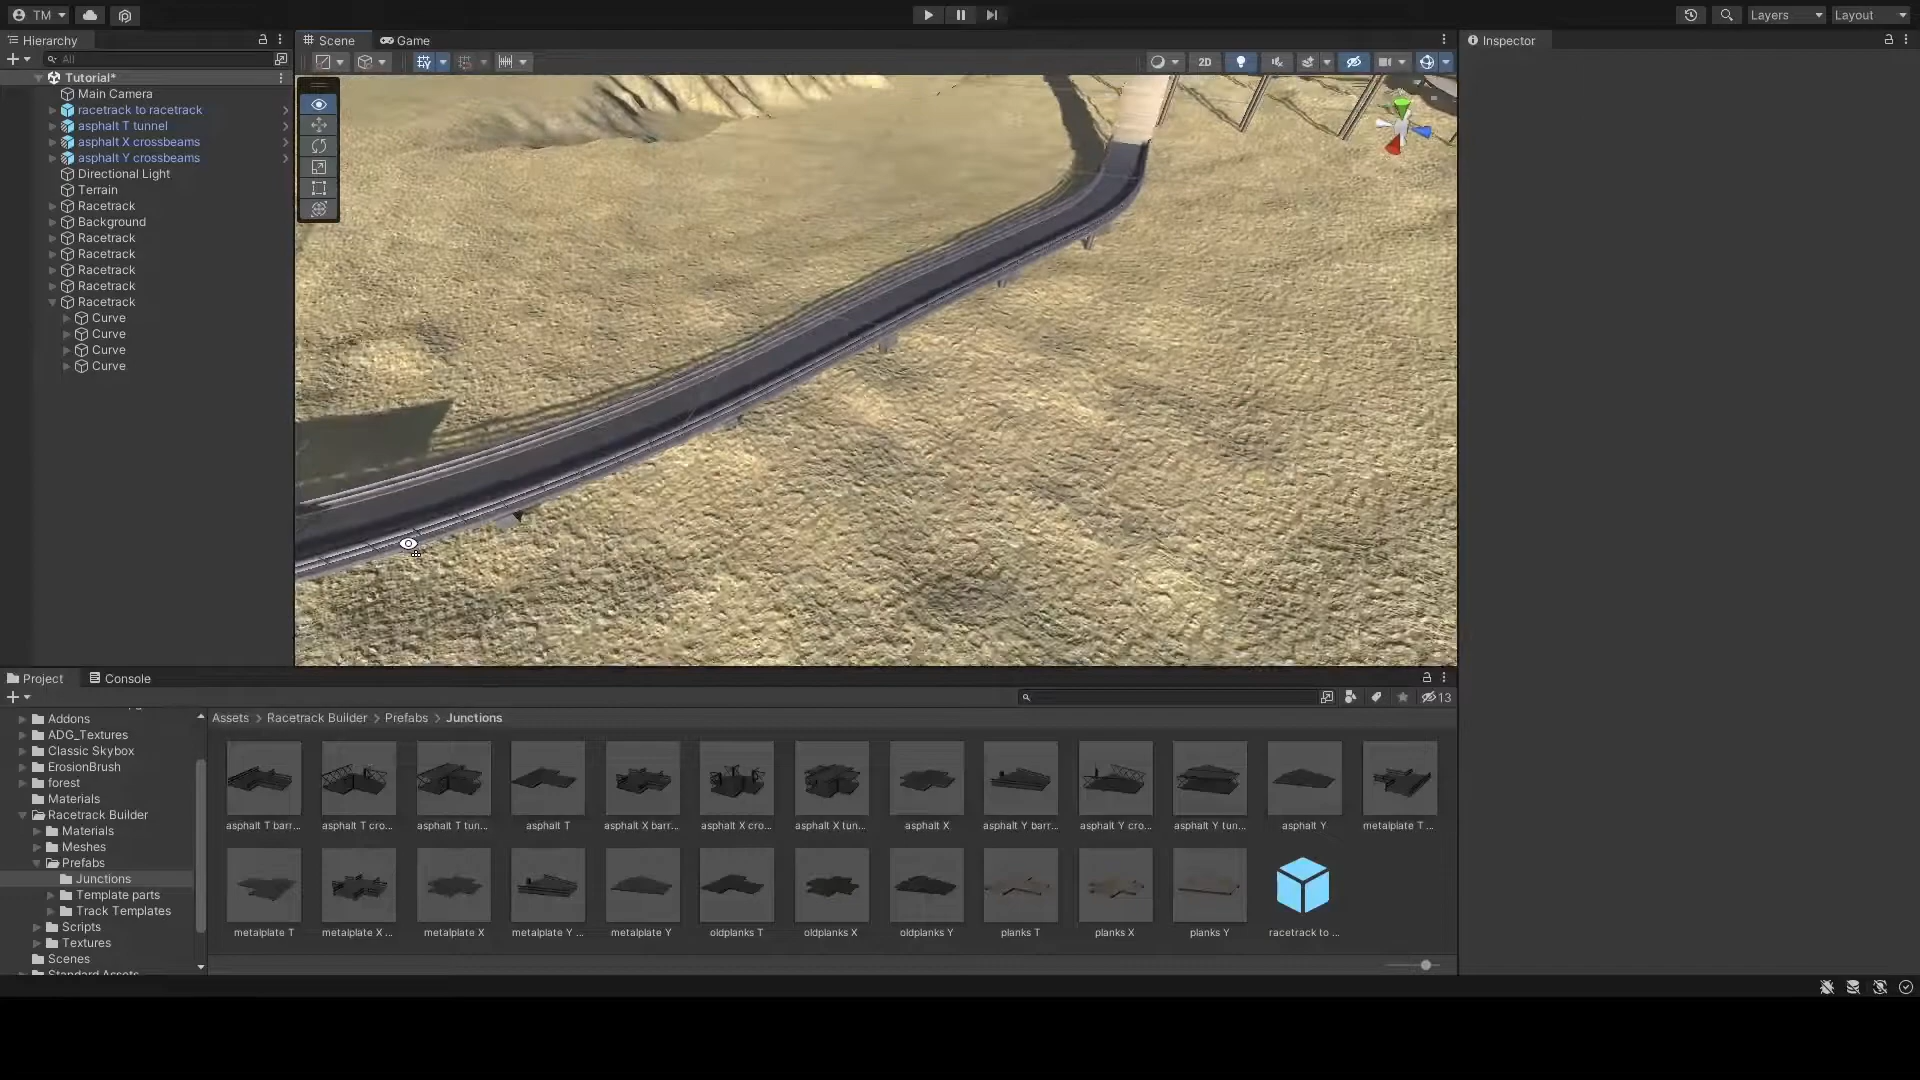 TM
Layers
Layout
Hierarchy
Scene
Game
Inspector
All
2D
Tutorial*
Main Camera
racetrack to racetrack
asphalt T tunnel
asphalt X crossbeams
asphalt Y crossbeams
Directional Light
Terrain
Racetrack
Background
Racetrack
Racetrack
Racetrack
Racetrack
Racetrack
Curve
Curve
Curve
Curve
Project
Console
13
Addons
ADG_Textures
Classic Skybox
ErosionBrush
forest
Materials
Racetrack Builder
Materials
Meshes
Prefabs
Junctions
Template parts
Track Templates
Scripts
Textures
Scenes
Standard Assets
Assets > Racetrack Builder > Prefabs > Junctions
asphalt T barr... asphalt T cro... asphalt T tun... asphalt T asphalt X barr... asphalt X cro... asphalt X tun... asphalt X asphalt Y barr... asphalt Y cro... asphalt Y tun... asphalt Y metalplate T ...
metalplate T metalplate X ... metalplate X metalplate Y ... metalplate Y oldplanks T oldplanks X oldplanks Y planks T planks X planks Y racetrack to ...